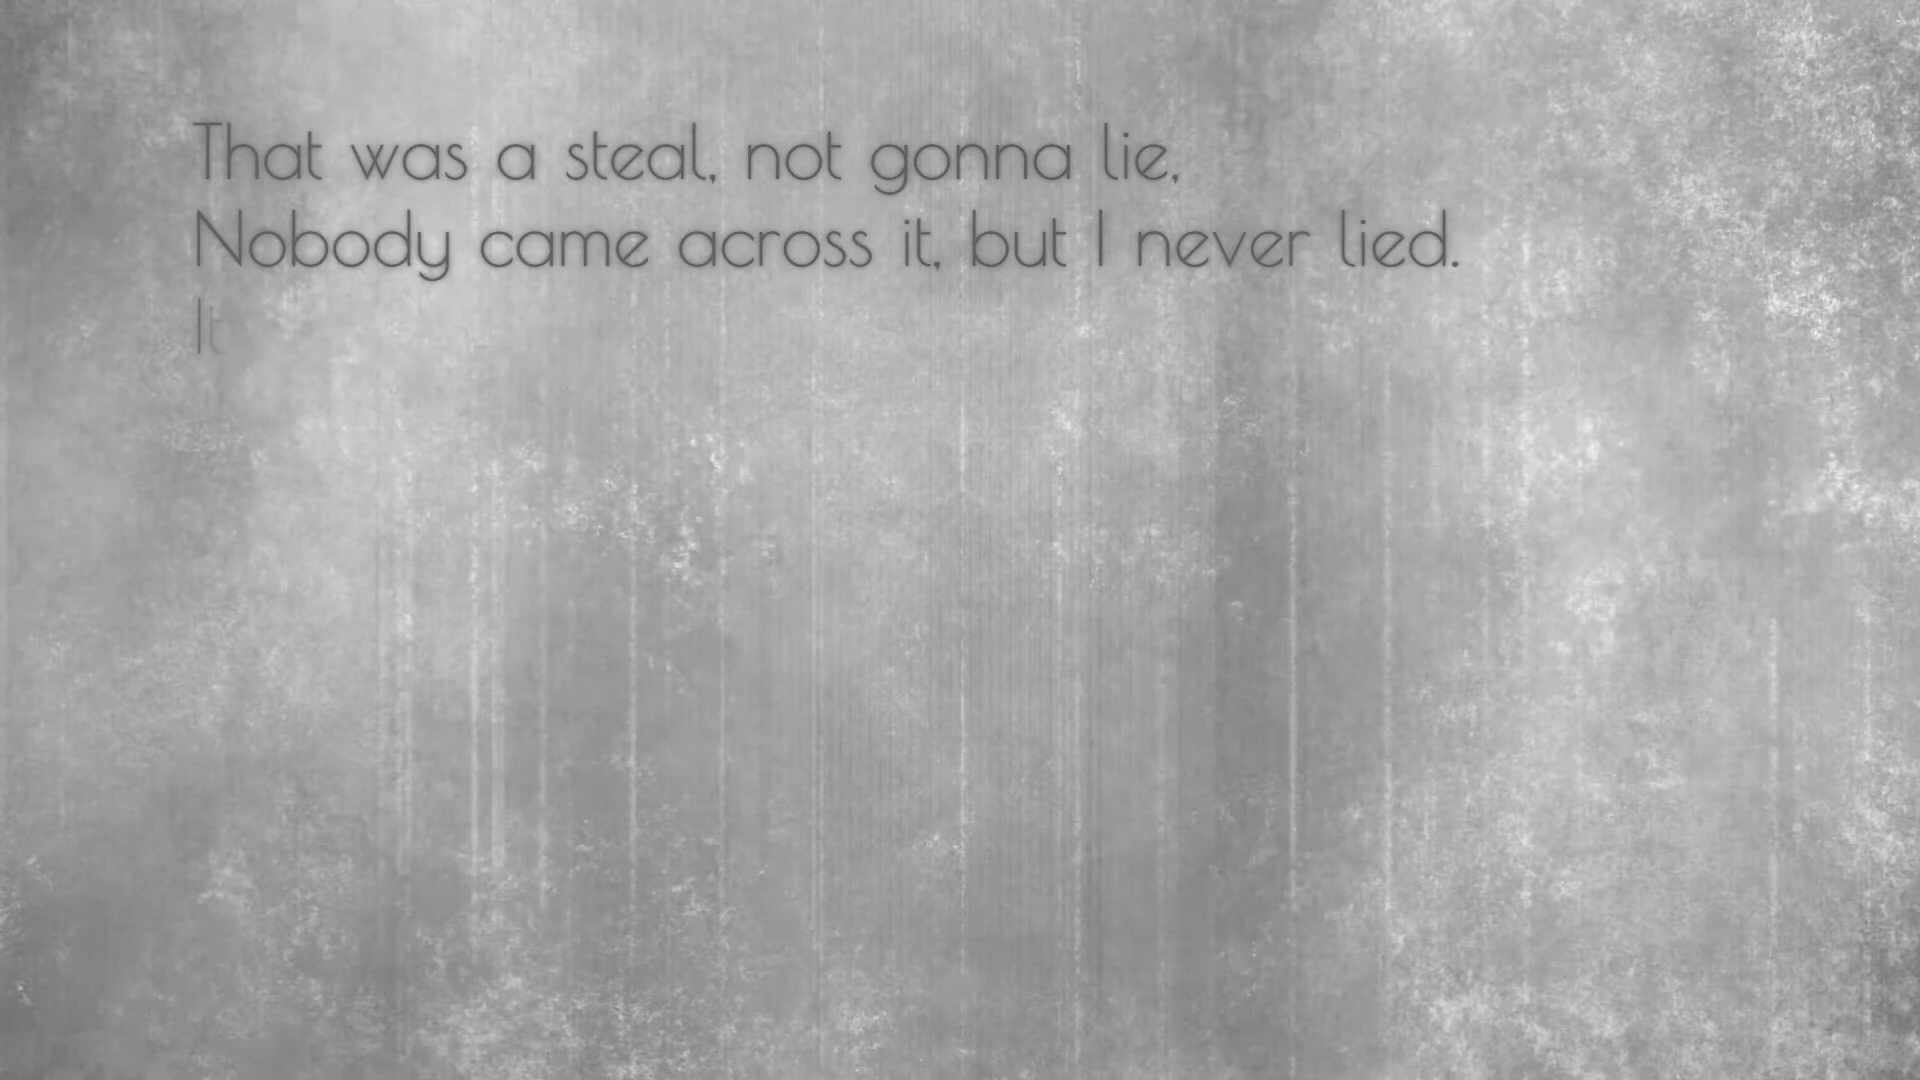 That was a steal, not gonna lie,
Nobody came across it, but I never lied.
It